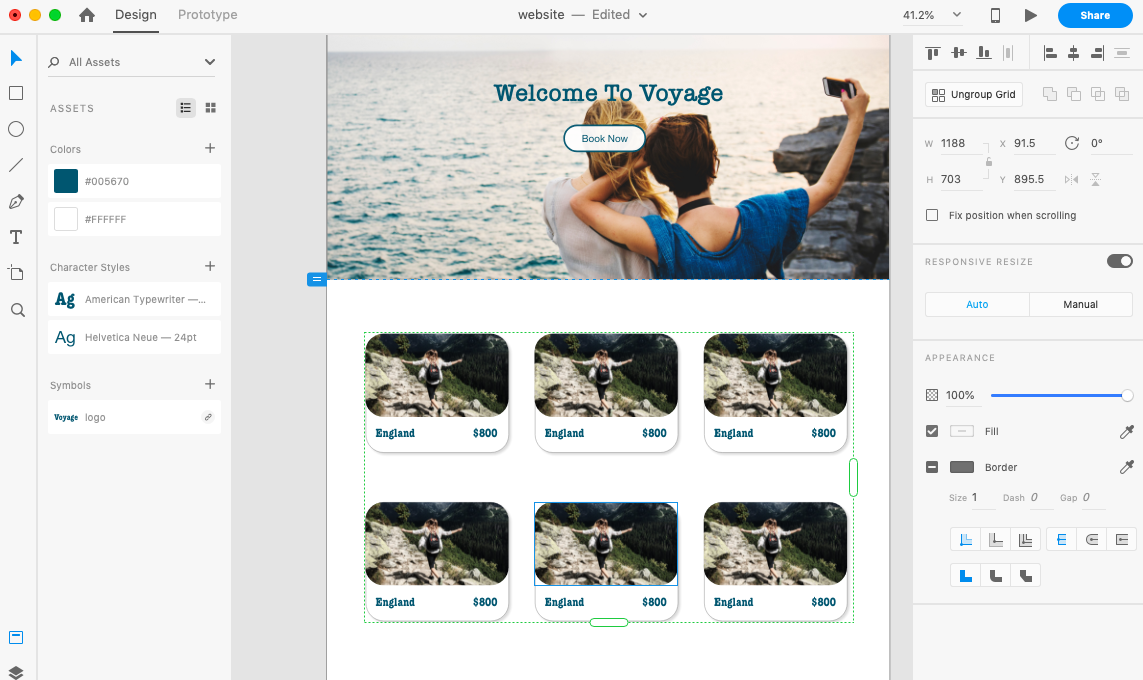 Design Prototype website — Edited 41.2% Share
All Assets
ASSETS
Colors
#005670
#FFFFFF
Character Styles
Ag American Typewriter —...
Ag Helvetica Neue — 24pt
Symbols
Voyage logo
Welcome To Voyage
Book Now
England $800
England $800
England $800
England $800
England $800
England $800
Ungroup Grid
W 1188 X 91.5 0°
H 703 Y 895.5
Fix position when scrolling
RESPONSIVE RESIZE
Auto Manual
APPEARANCE
100%
Fill
Border
Size 1 Dash 0 Gap 0